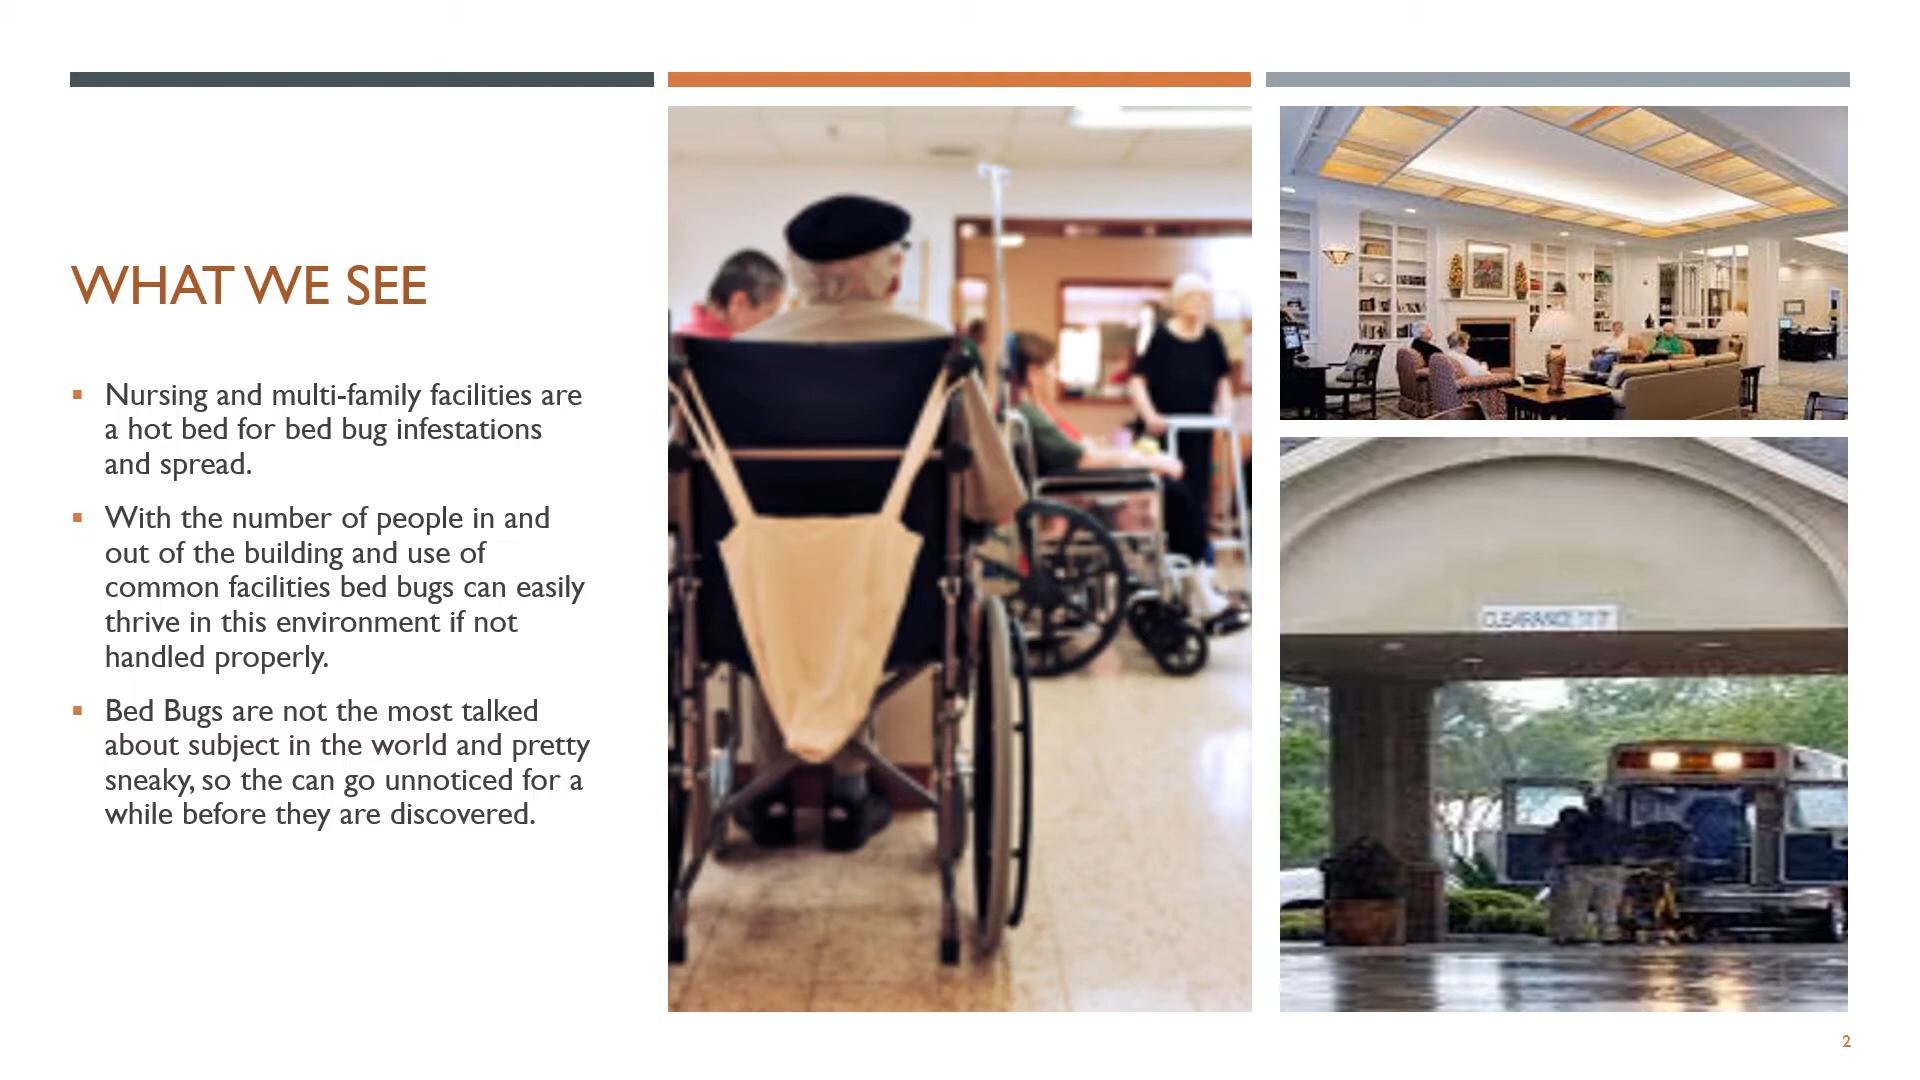 WHAT WE SEE
Nursing and multi-family facilities are
a hot bed for bed bug infestations
and spread.
With the number of people in and
out of the building and use of
common facilities bed bugs can easily
thrive in this environment if not
handled properly.
Bed Bugs are not the most talked
about subject in the world and pretty
sneaky, so the can go unnoticed for a
while before they are discovered.
CLEARANCE
2